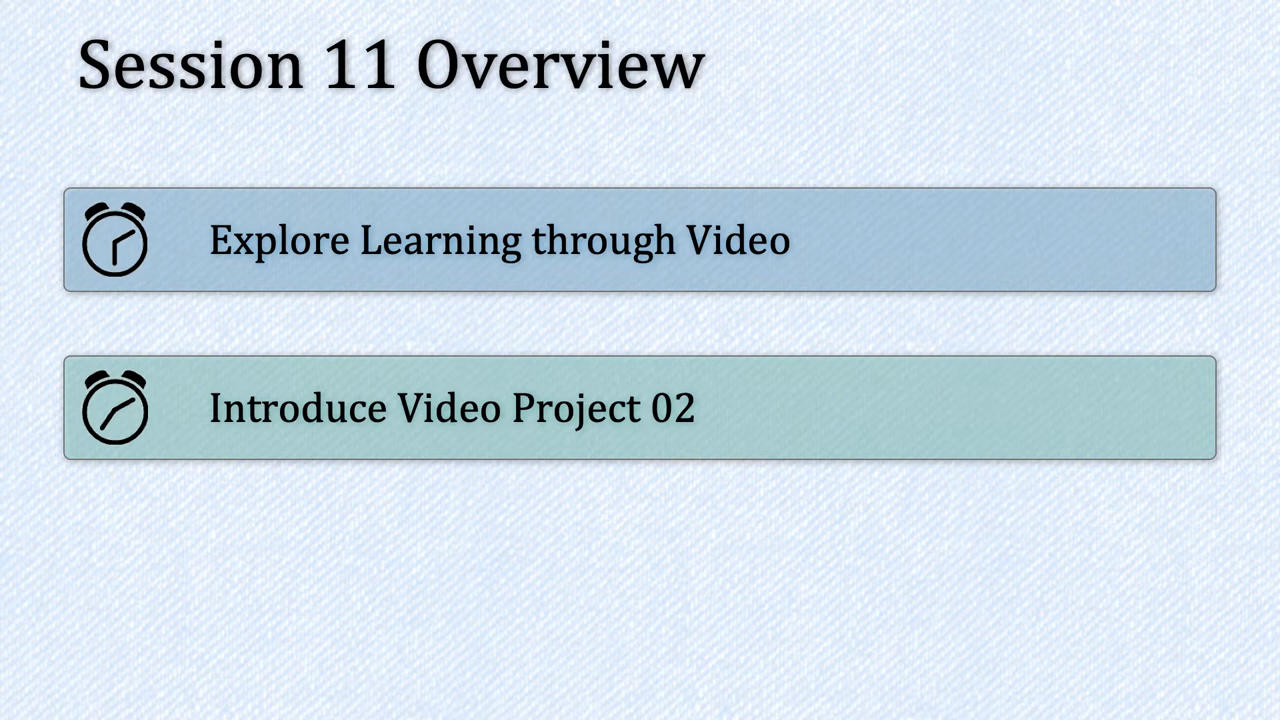 Session 11 Overview
Explore Learning through Video
Introduce Video Project 02